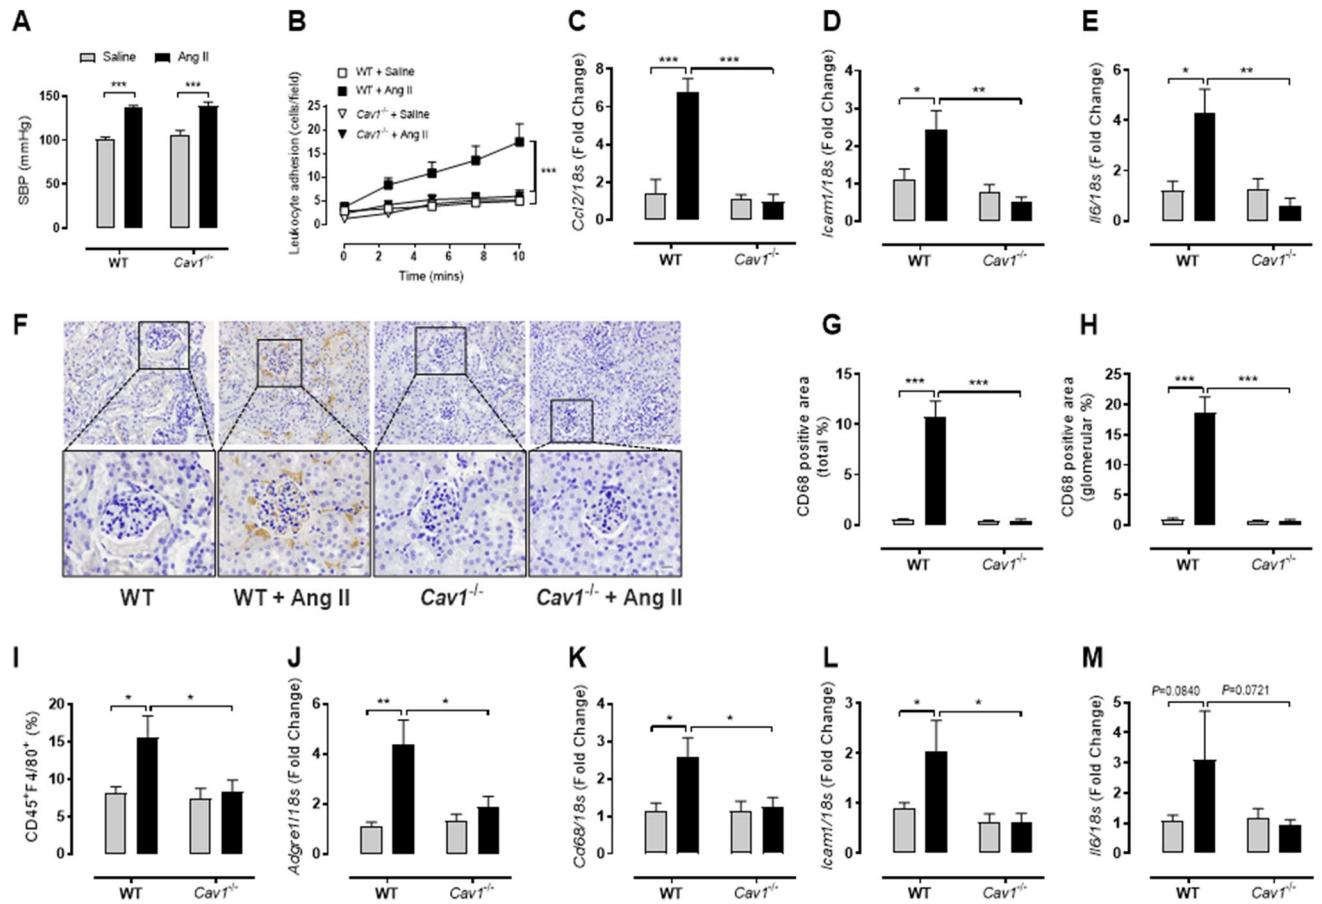 A
Saline Ang II
*** ***
SBP (mmHg)
150
100
50
0
WT Cav1-/-
B
WT + Saline
WT + Ang II
Cav1-/- + Saline
Cav1-/- + Ang II
Leukocyte adhesion (cells/field)
25
20
15
10
5
0
***
0 2 4 6 8 10
Time (mins)
C
*** ***
Ccl2/18s (Fold Change)
8
6
4
2
0
WT Cav1-/-
D
* **
Icam1/18s (Fold Change)
4
3
2
1
0
WT Cav1-/-
E
* **
Il6/18s (Fold Change)
6
4
2
0
WT Cav1-/-
F
WT WT + Ang II Cav1-/- Cav1-/- + Ang II
G
*** ***
CD68 positive area
(total %)
15
10
5
0
WT Cav1-/-
H
*** ***
CD68 positive area
(glomerular %)
25
20
15
10
5
0
WT Cav1-/-
I
* *
CD45+F4/80+ (%)
20
15
10
5
0
WT Cav1-/-
J
** *
Adgre1/18s (Fold Change)
6
4
2
0
WT Cav1-/-
K
* *
Cd68/18s (Fold Change)
4
3
2
1
0
WT Cav1-/-
L
* *
Icam1/18s (Fold Change)
3
2
1
0
WT Cav1-/-
M
P=0.0840 P=0.0721
Il6/18s (Fold Change)
5
4
3
2
1
0
WT Cav1-/-